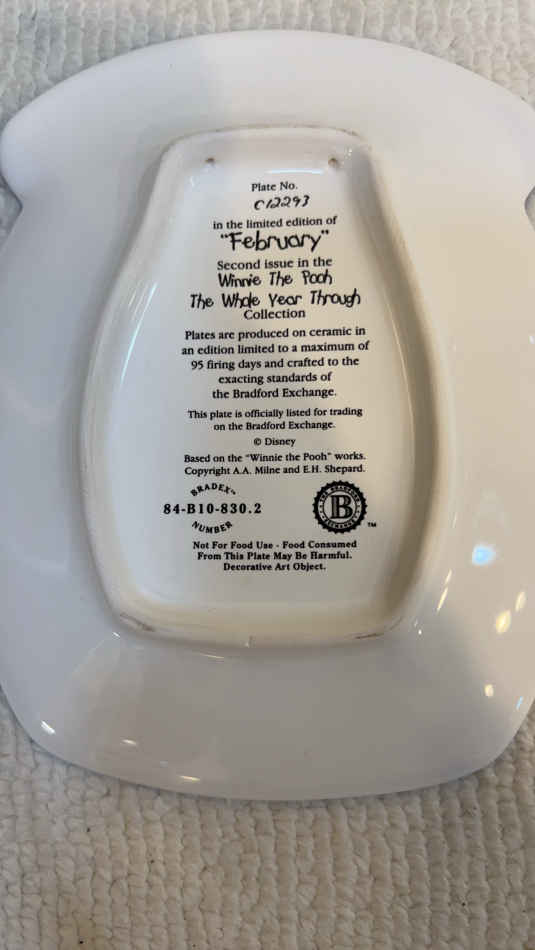 Plate No.
C12293
in the limited edition of
"February"
Second issue in the
Winnie The Pooh
The Whole Year Through
Collection
Plates are produced on ceramic in
an edition limited to a maximum of
95 firing days and crafted to the
exacting standards of
the Bradford Exchange.
This plate is officially listed for trading
on the Bradford Exchange.
© Disney
Based on the "Winnie the Pooh" works.
Copyright A.A. Milne and E.H. Shepard.
BRADEX™
84-B10-830.2
NUMBER
THE BRADFORD
B
EXCHANGE
™
Not For Food Use - Food Consumed
From This Plate May Be Harmful.
Decorative Art Object.